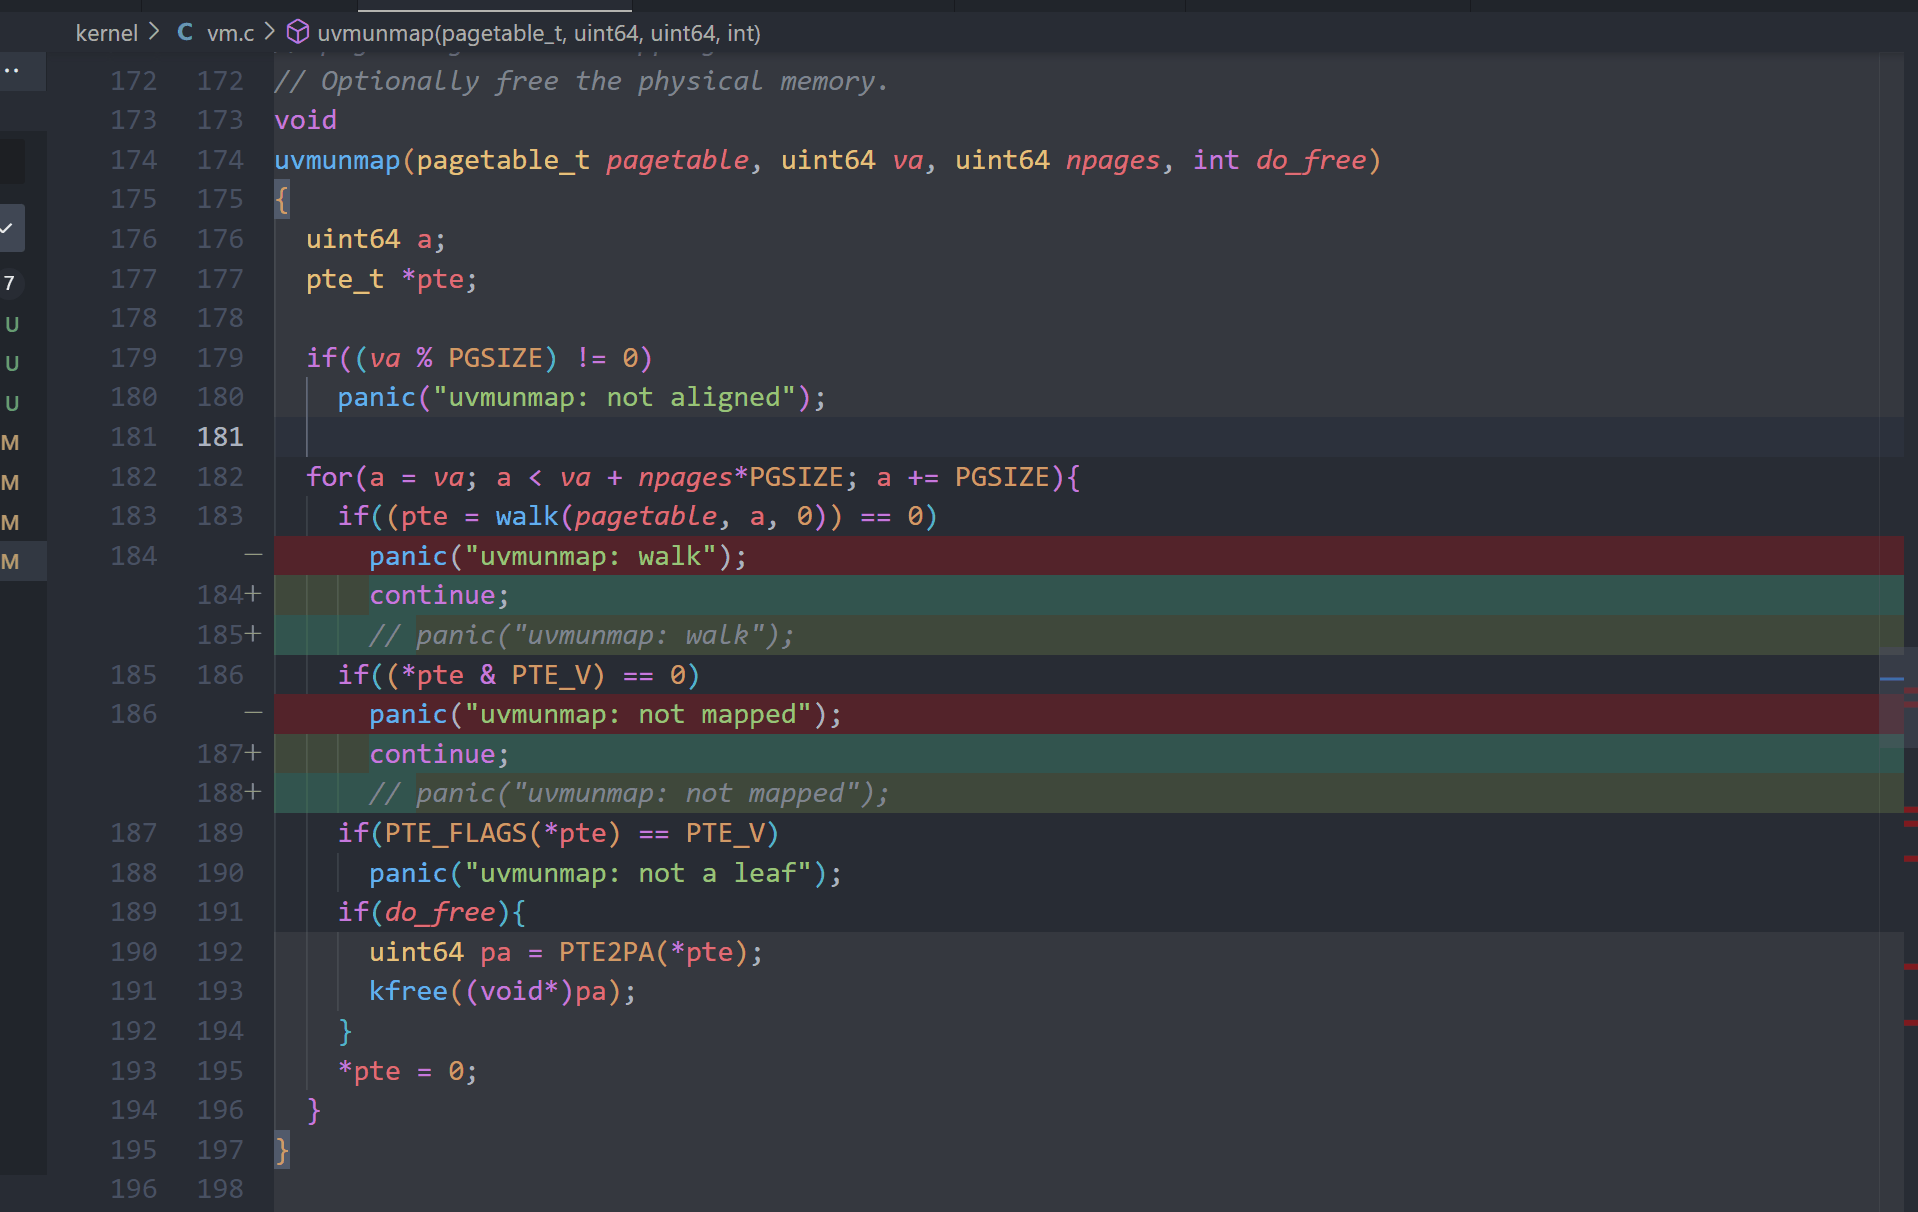 kernel > C vm.c > uvmunmap(pagetable_t, uint64, uint64, int)
172 172 // Optionally free the physical memory.
173 173 void
174 174 uvmunmap(pagetable_t pagetable, uint64 va, uint64 npages, int do_free)
175 175 {
176 176 uint64 a;
177 177 pte_t *pte;
178 178
179 179 if((va % PGSIZE) != 0)
180 180 panic("uvmunmap: not aligned");
181 181
182 182 for(a = va; a < va + npages*PGSIZE; a += PGSIZE){
183 183 if((pte = walk(pagetable, a, 0)) == 0)
184 — panic("uvmunmap: walk");
184+ continue;
185+ // panic("uvmunmap: walk");
185 186 if((*pte & PTE_V) == 0)
186 — panic("uvmunmap: not mapped");
187+ continue;
188+ // panic("uvmunmap: not mapped");
187 189 if(PTE_FLAGS(*pte) == PTE_V)
188 190 panic("uvmunmap: not a leaf");
189 191 if(do_free){
190 192 uint64 pa = PTE2PA(*pte);
191 193 kfree((void*)pa);
192 194 }
193 195 *pte = 0;
194 196 }
195 197 }
196 198
7
U
U
U
M
M
M
M